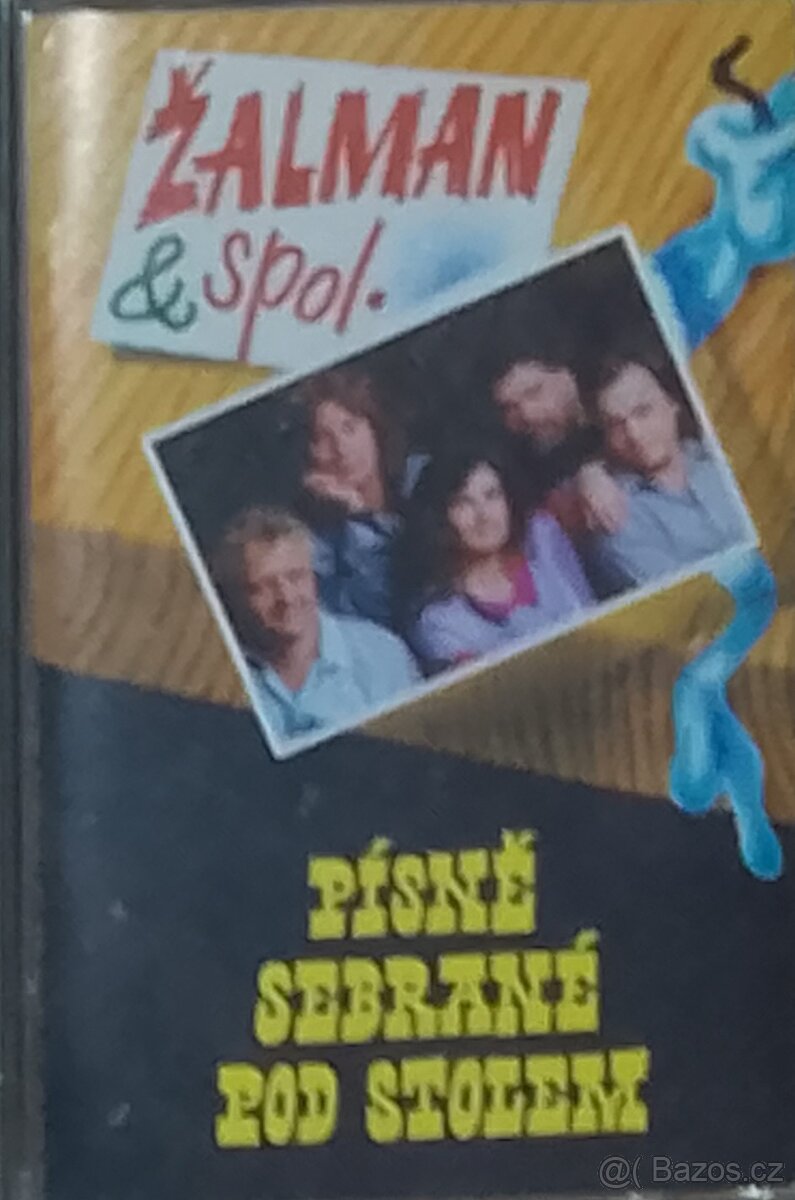 ŽALMAN
& spol.
PÍSNĚ
SEBRANÉ
POD STOLEM
@( Bazos.cz